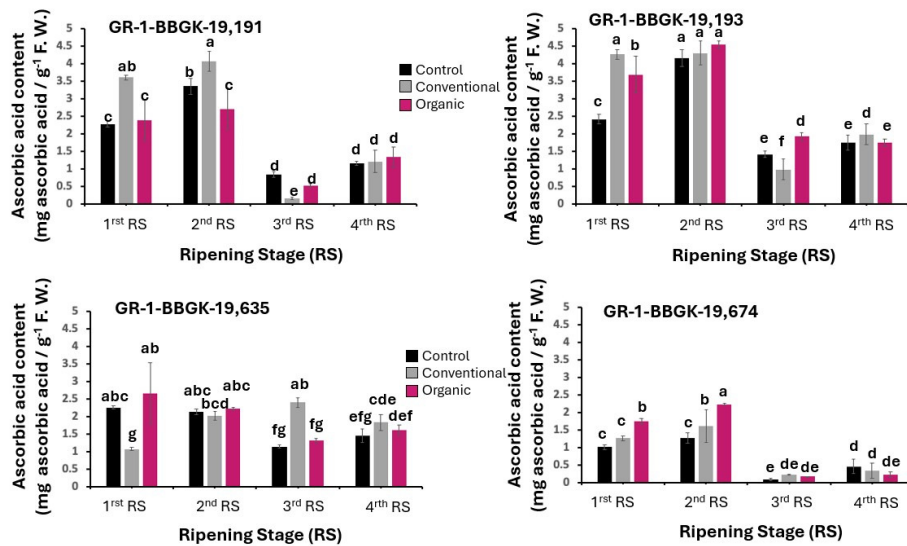 GR-1-BBGK-19,191
Ascorbic acid content
(mg ascorbic acid / g⁻¹ F. W.)
5
4.5
4
3.5
3
2.5
2
1.5
1
0.5
0
c ab c
b a c
d e d
d d d
Control
Conventional
Organic
1ʳˢᵗ RS 2ⁿᵈ RS 3ʳᵈ RS 4ʳᵗʰ RS
Ripening Stage (RS)
GR-1-BBGK-19,193
Ascorbic acid content
(mg ascorbic acid / g⁻¹ F. W.)
5
4.5
4
3.5
3
2.5
2
1.5
1
0.5
0
c a b
a a a
e f d
e d e
1ʳˢᵗ RS 2ⁿᵈ RS 3ʳᵈ RS 4ʳᵗʰ RS
Ripening Stage (RS)
GR-1-BBGK-19,635
Ascorbic acid content
(mg ascorbic acid / g⁻¹ F. W.)
5
4.5
4
3.5
3
2.5
2
1.5
1
0.5
0
abc g ab
abc bcd abc
fg ab fg
efg cde def
Control
Conventional
Organic
1ʳˢᵗ RS 2ⁿᵈ RS 3ʳᵈ RS 4ʳᵗʰ RS
Ripening Stage (RS)
GR-1-BBGK-19,674
Ascorbic acid content
(mg ascorbic acid / g⁻¹ F. W.)
5
4.5
4
3.5
3
2.5
2
1.5
1
0.5
0
c c b
c b a
e de de
d d de
1ʳˢᵗ RS 2ⁿᵈ RS 3ʳᵈ RS 4ʳᵗʰ RS
Ripening Stage (RS)